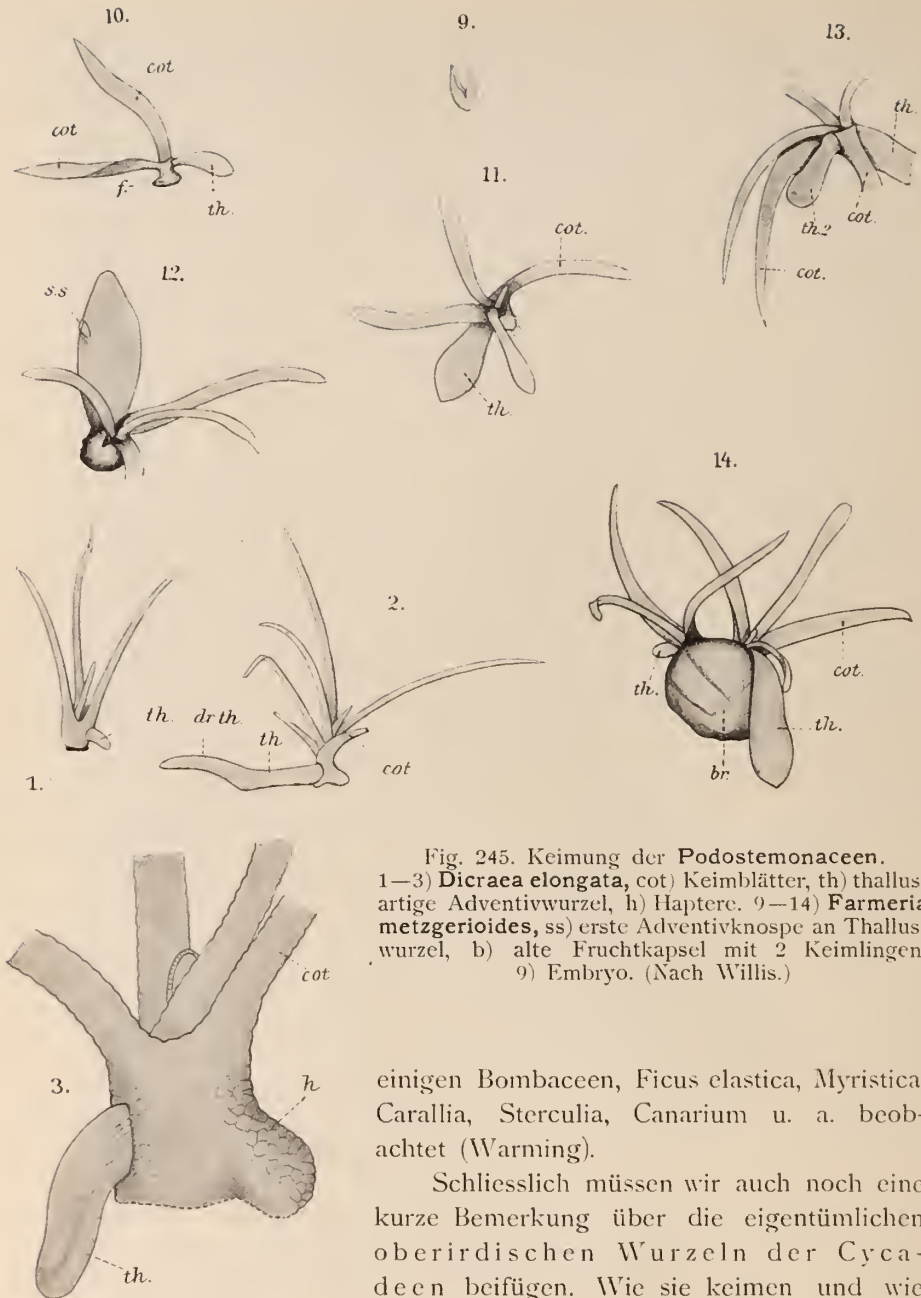 10.
9.
13.
cot
cot
f.-
th.
11.
cot.
th.
th.
th.2
cot.
cot.
12.
s.s
14.
1.
2.
th. dr th.
th
cot
th.
cot.
th.
br.
3.
cot
h
th.
Fig. 245. Keimung der Podostemonaceen.
1—3) Dicraea elongata, cot) Keimblätter, th) thallus
artige Adventivwurzel, h) Haptere. 9—14) Farmeria
metzgerioides, ss) erste Adventivknospe an Thallus
wurzel, b) alte Fruchtkapsel mit 2 Keimlingen
9) Embryo. (Nach Willis.)
einigen Bombaceen, Ficus elastica, Myristica
Carallia, Sterculia, Canarium u. a. beob-
achtet (Warming).
Schliesslich müssen wir auch noch eine
kurze Bemerkung über die eigentümlichen
oberirdischen Wurzeln der Cyca-
deen beifügen. Wie sie keimen und wie